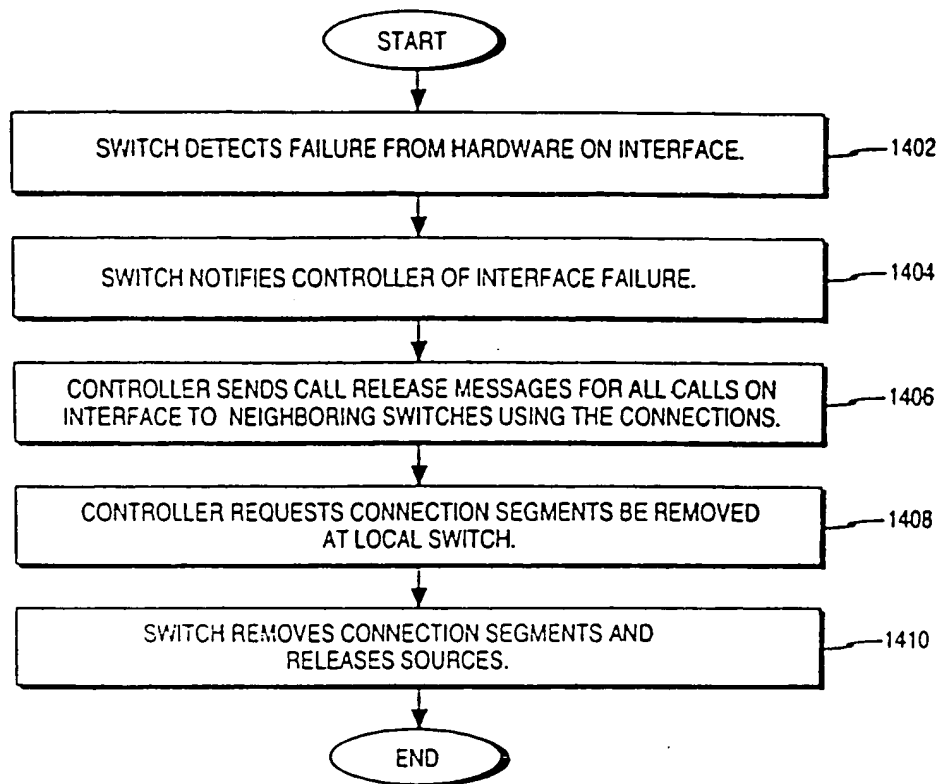 START
SWITCH DETECTS FAILURE FROM HARDWARE ON INTERFACE.
1402
SWITCH NOTIFIES CONTROLLER OF INTERFACE FAILURE.
1404
CONTROLLER SENDS CALL RELEASE MESSAGES FOR ALL CALLS ON
INTERFACE TO NEIGHBORING SWITCHES USING THE CONNECTIONS.
1406
CONTROLLER REQUESTS CONNECTION SEGMENTS BE REMOVED
AT LOCAL SWITCH.
1408
SWITCH REMOVES CONNECTION SEGMENTS AND
RELEASES SOURCES.
1410
END